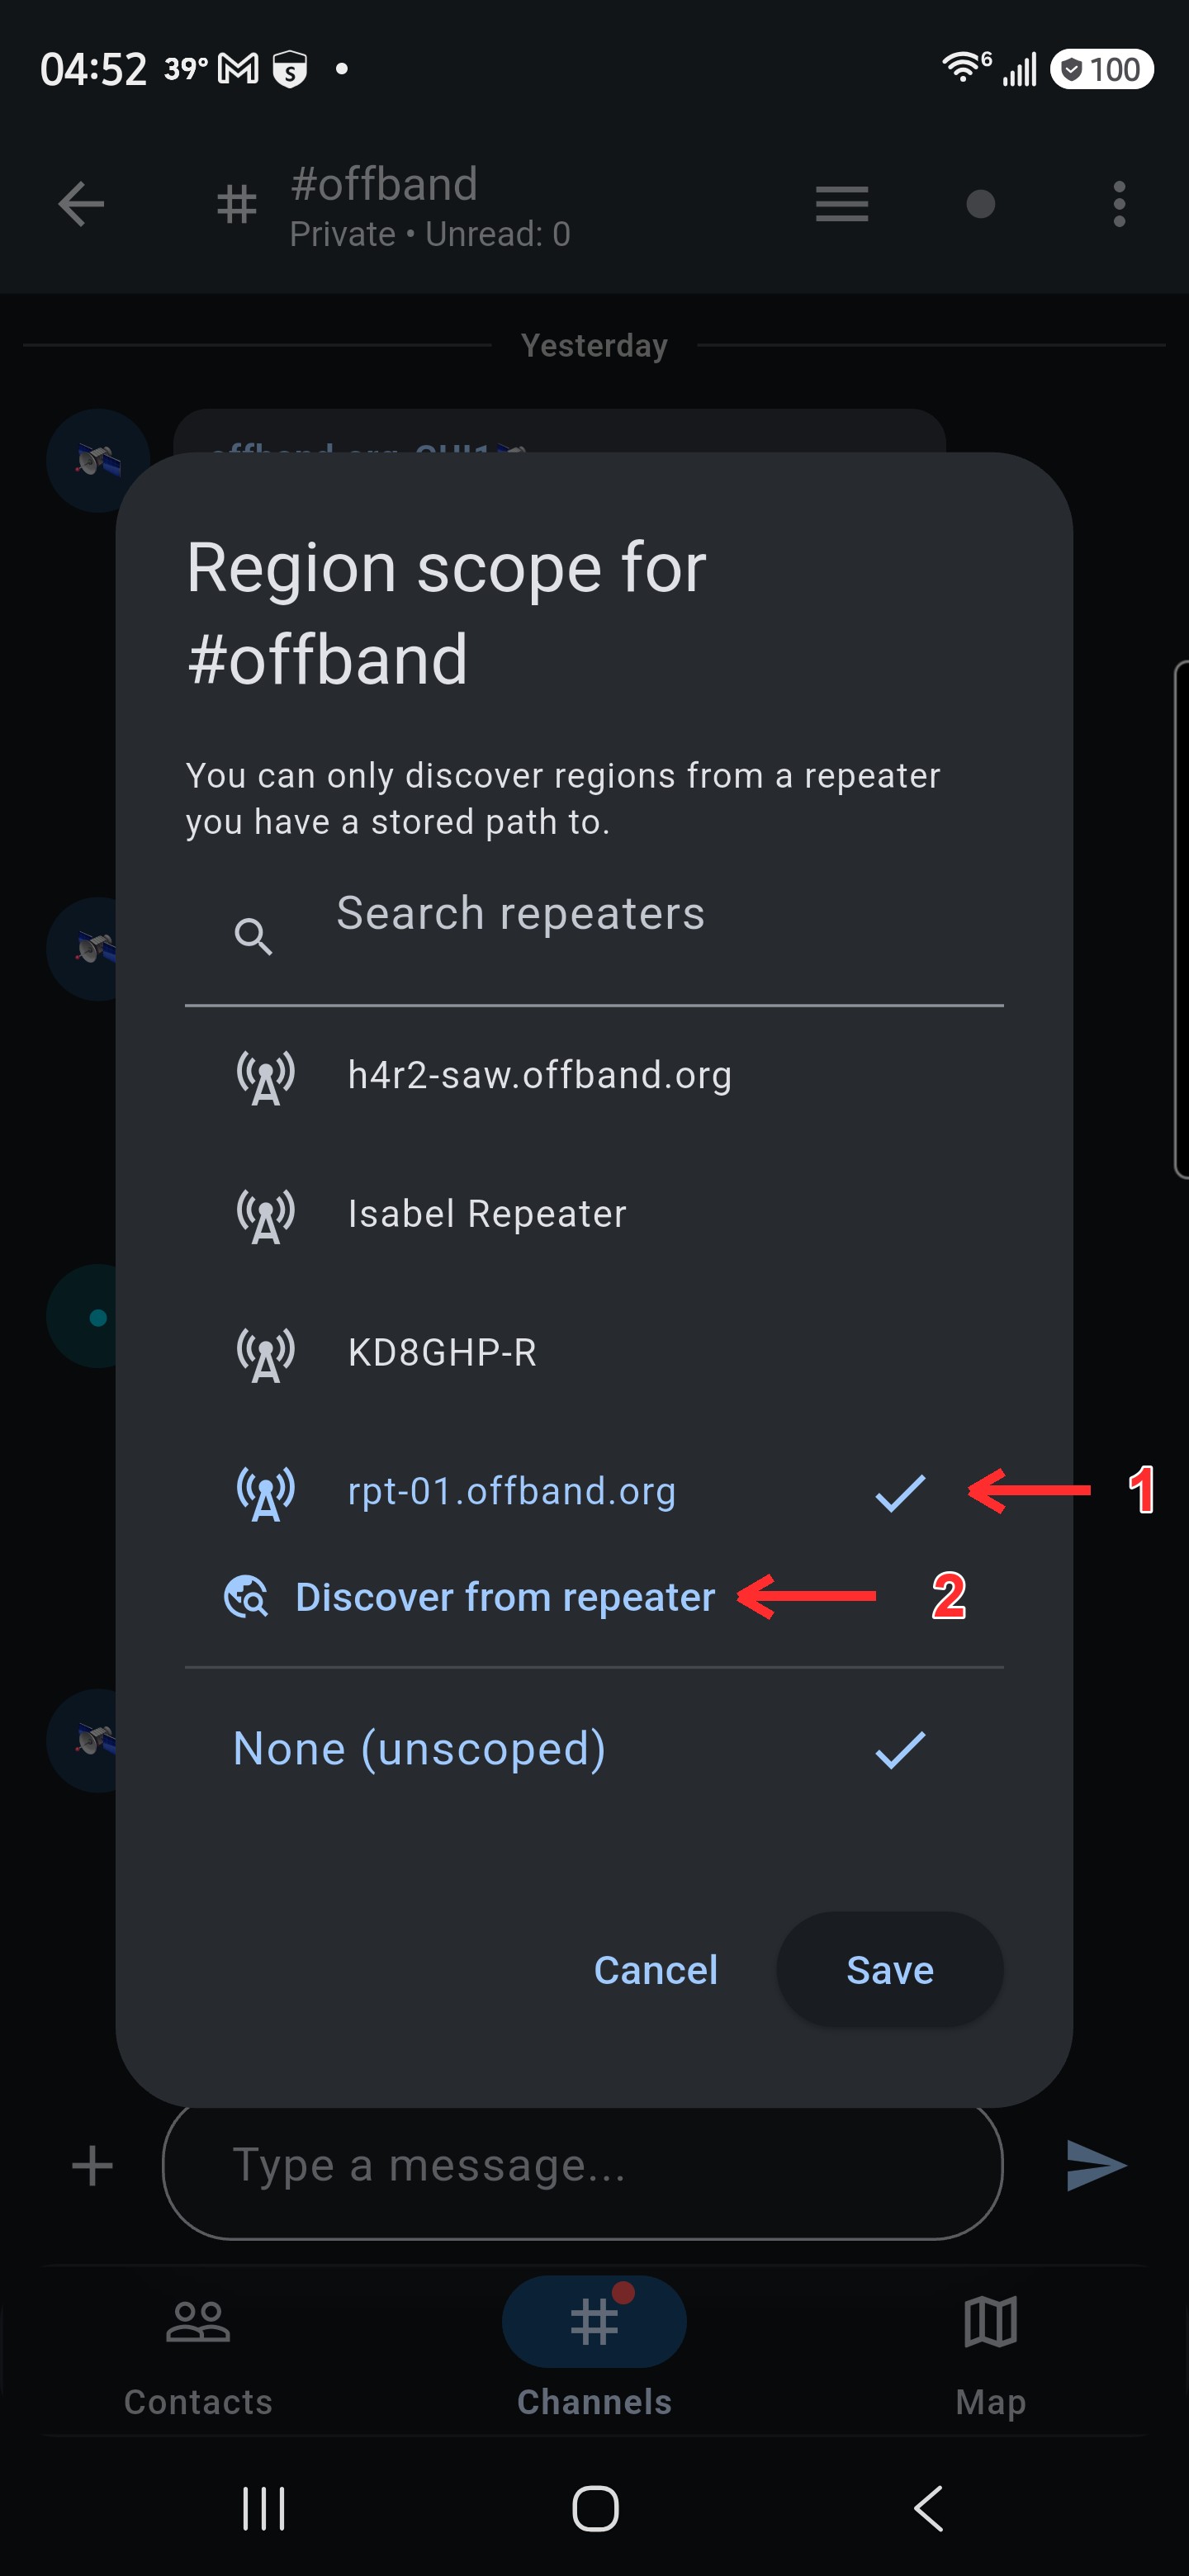 04:52 39° S 6 100
#offband
Private • Unread: 0
Yesterday
Region scope for
#offband
You can only discover regions from a repeater
you have a stored path to.
Search repeaters
h4r2-saw.offband.org
Isabel Repeater
KD8GHP-R
rpt-01.offband.org 1
Discover from repeater 2
None (unscoped)
Cancel Save
Type a message...
Contacts Channels Map